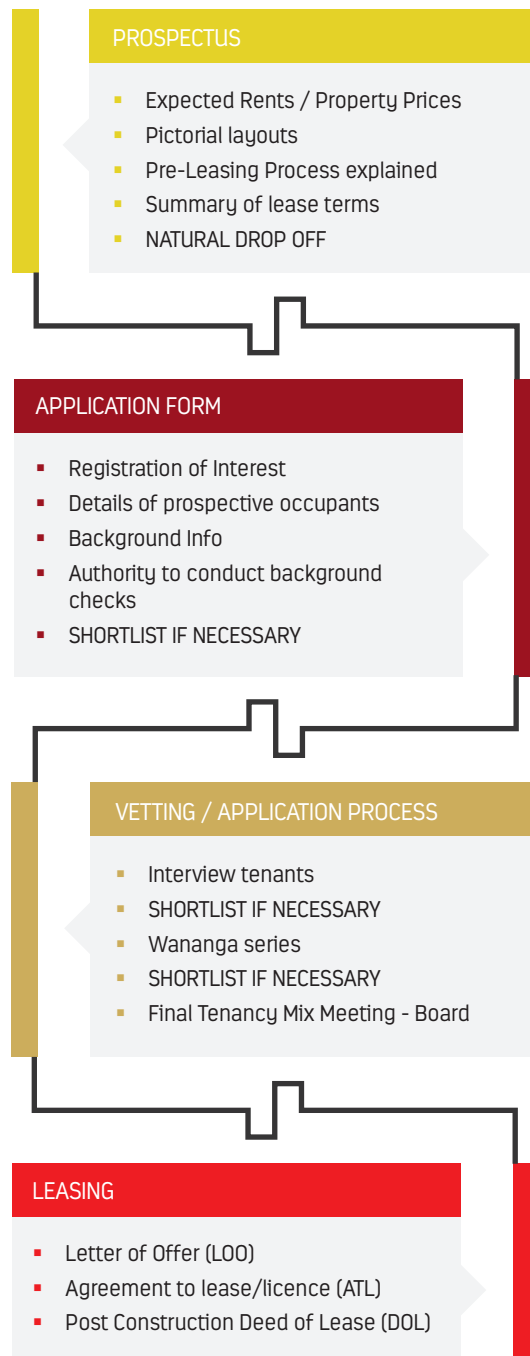 PROSPECTUS
▪ Expected Rents / Property Prices
▪ Pictorial layouts
▪ Pre-Leasing Process explained
▪ Summary of lease terms
▪ NATURAL DROP OFF
APPLICATION FORM
▪ Registration of Interest
▪ Details of prospective occupants
▪ Background Info
▪ Authority to conduct background
checks
▪ SHORTLIST IF NECESSARY
VETTING / APPLICATION PROCESS
▪ Interview tenants
▪ SHORTLIST IF NECESSARY
▪ Wananga series
▪ SHORTLIST IF NECESSARY
▪ Final Tenancy Mix Meeting - Board
LEASING
▪ Letter of Offer (LOO)
▪ Agreement to lease/licence (ATL)
▪ Post Construction Deed of Lease (DOL)